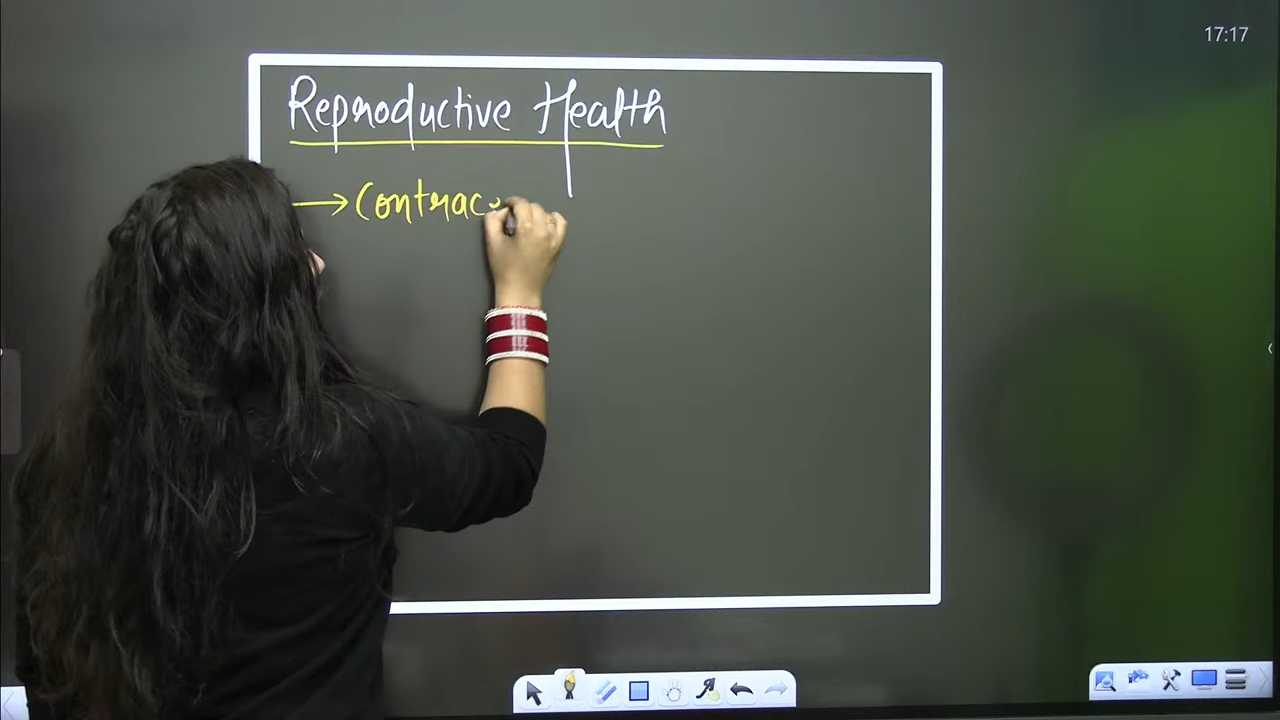 17:17
Reproductive Health
→ Contrac